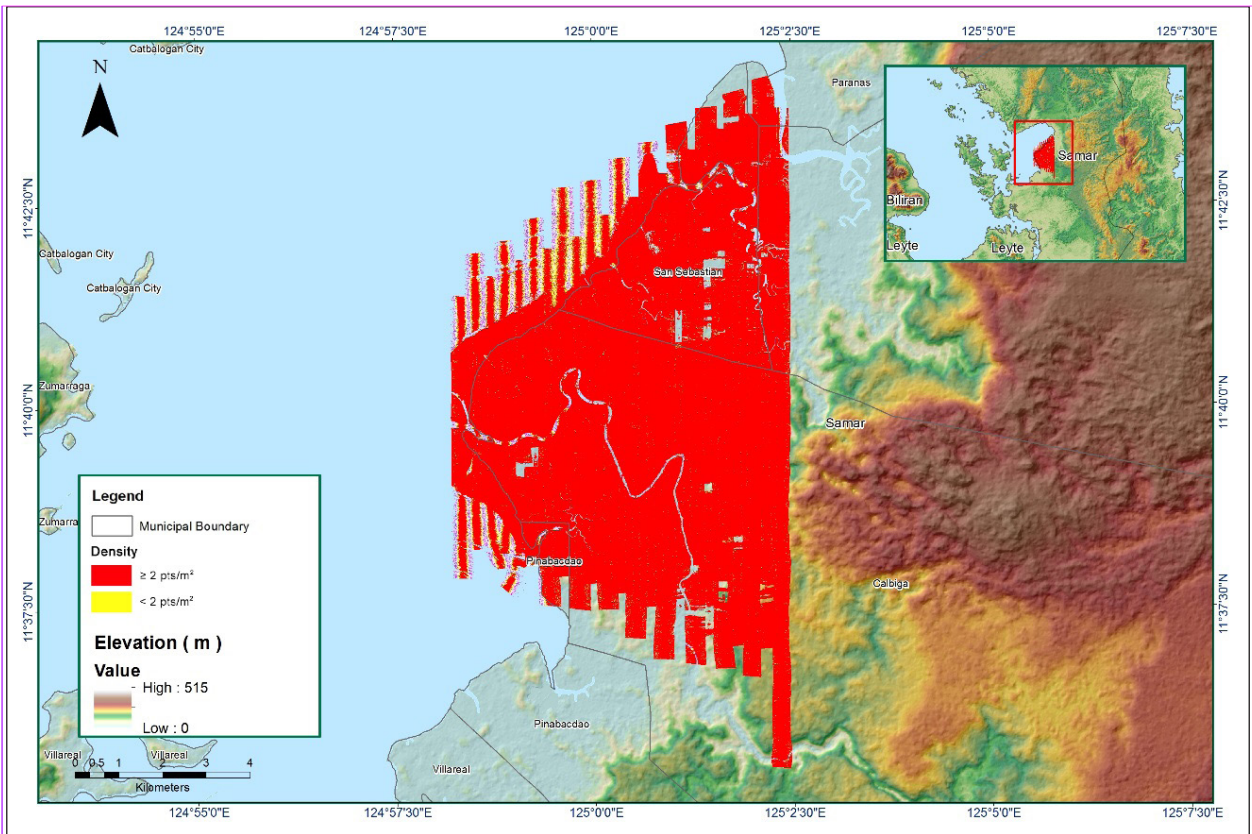 124°55'0"E 124°57'30"E 125°0'0"E 125°2'30"E 125°5'0"E 125°7'30"E
Catbalogan City
N
Paranas
Samar
Biliran
Leyte
Leyte
11°42'30"N
11°42'30"N
Catbalogan City
San Sebastian
Catbalogan City
Zumarraga
11°40'0"N
11°40'0"N
Samar
Legend
Municipal Boundary
Density
≥ 2 pts/m²
< 2 pts/m²
Elevation ( m )
Value
High : 515
Low : 0
Zumarra
Pinabacdao
Calbiga
11°37'30"N
11°37'30"N
Pinabacdao
Villareal
Villareal
Villareal
0 0.5 1 2 3 4
Kilometers
124°55'0"E 124°57'30"E 125°0'0"E 125°2'30"E 125°5'0"E 125°7'30"E